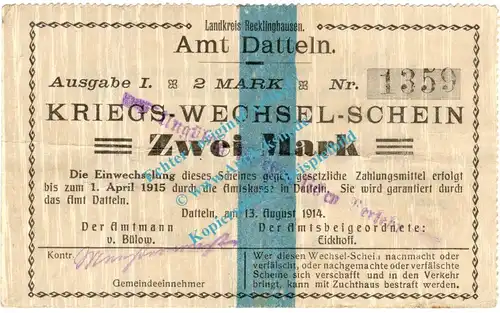 Landkreis Recklinghausen.
Amt Datteln.
Ausgabe I. 2 MARK Nr. 1359
KRIEGS-WECHSEL-SCHEIN
Zwei Mark
Die Einwechselung dieses Scheines gegen gesetzliche Zahlungsmittel erfolgt
bis zum 1. April 1915 durch die Amtskasse in Datteln. Sie wird garantiert durch
das Amt Datteln.
Datteln, am 13. August 1914.
Der Amtmann Der Amtsbeigeordnete:
v. Bülow. Eickhoff.
Kontr.
Gemeindeeinnehmer
Wer diesen Wechsel-Schein nachmacht oder
verfälscht, oder nachgemachte oder verfälschte
Scheine sich verschafft und in den Verkehr
bringt, kann mit Zuchthaus bestraft werden.